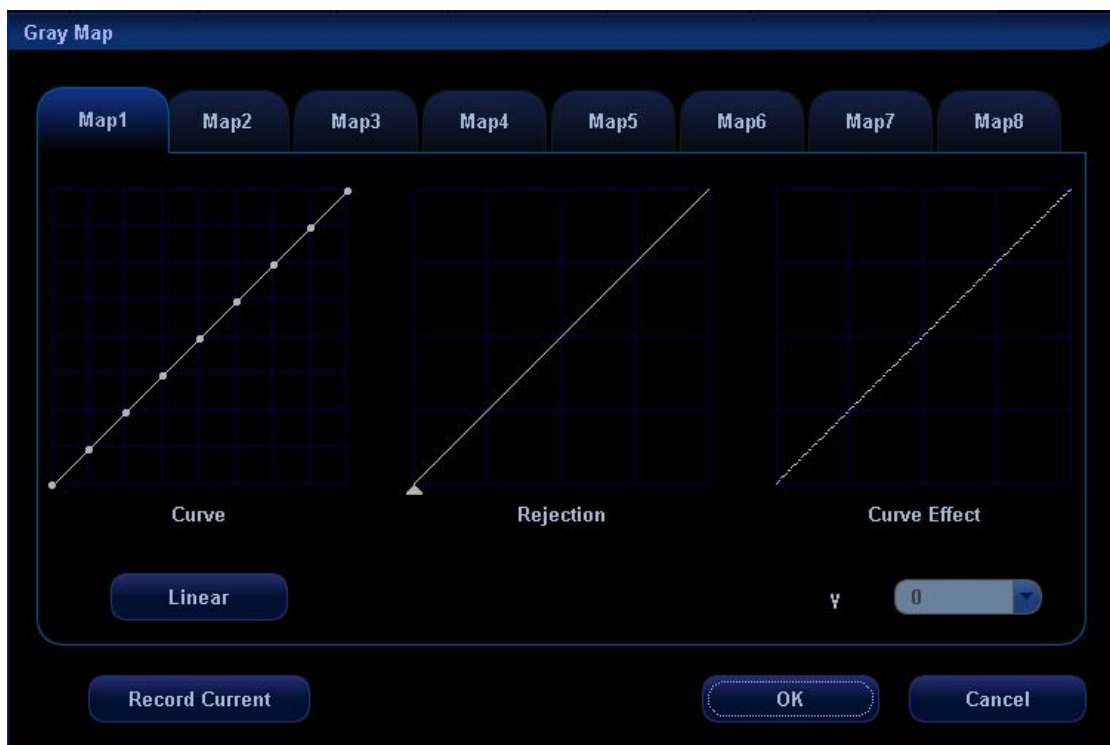 Gray Map
Map1 Map2 Map3 Map4 Map5 Map6 Map7 Map8
Curve Rejection Curve Effect
Linear γ 0
Record Current OK Cancel